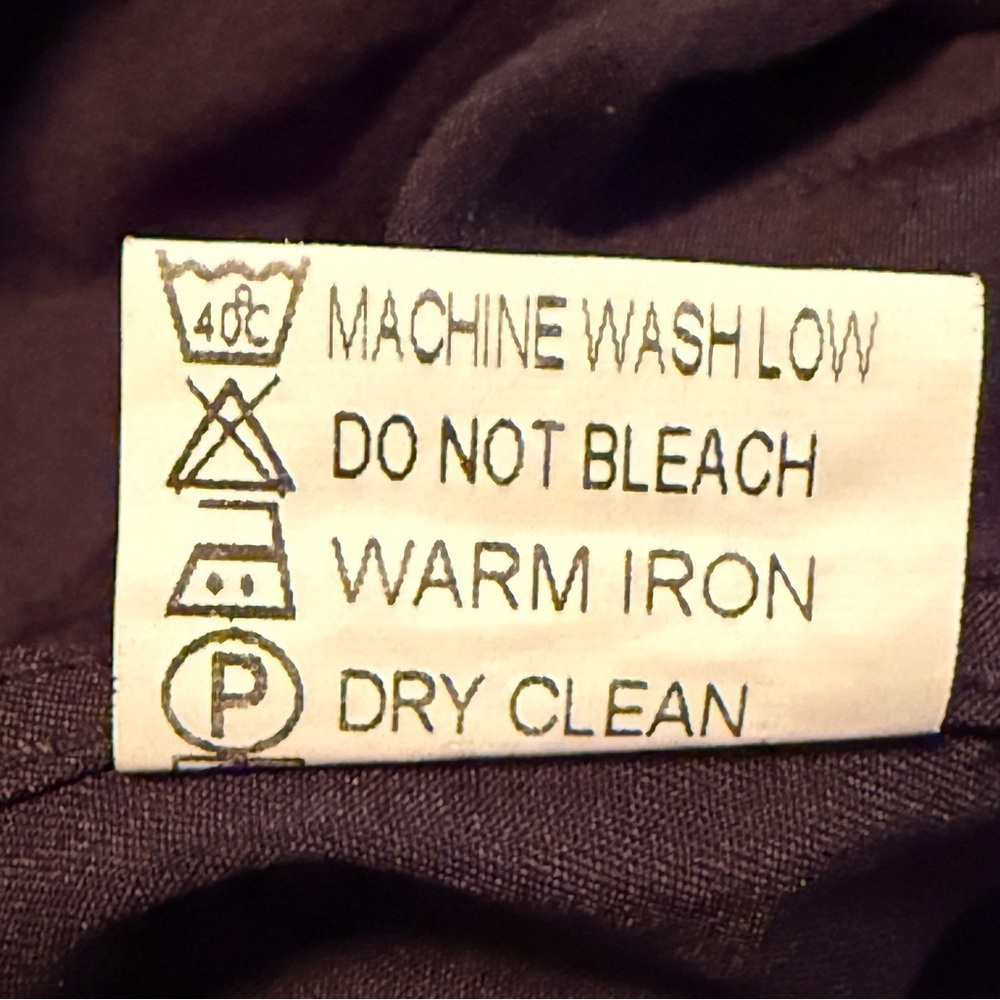 40°C MACHINE WASH LOW
DO NOT BLEACH
WARM IRON
P DRY CLEAN